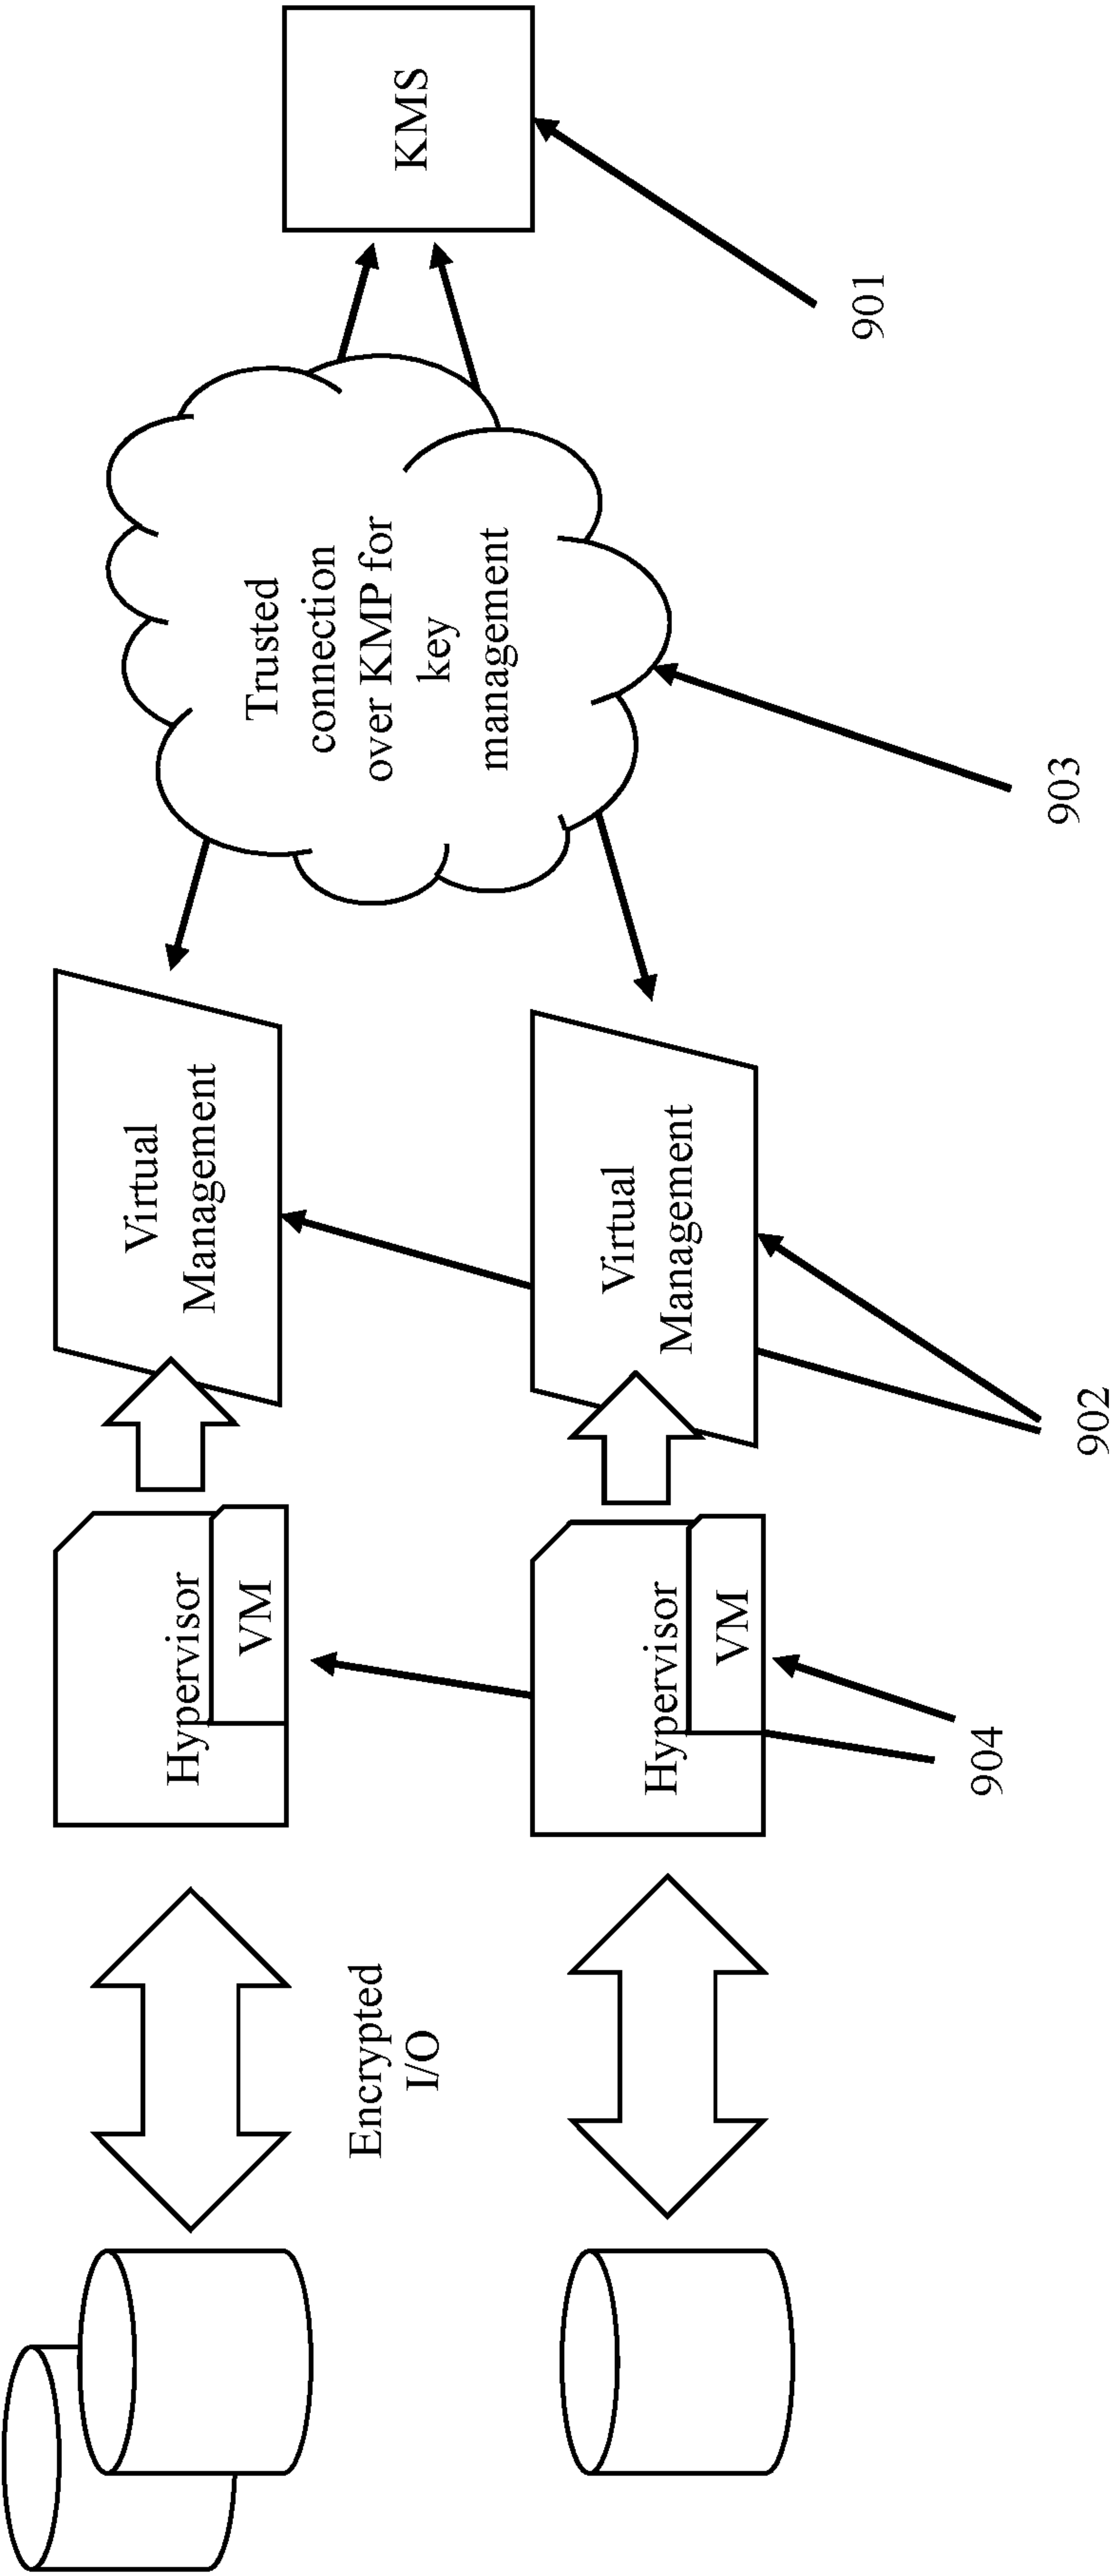 Hypervisor
VM
Virtual
Management
Encrypted
I/O
Trusted
connection
over KMP for
key
management
KMS
Hypervisor
VM
Virtual
Management
904
902
903
901